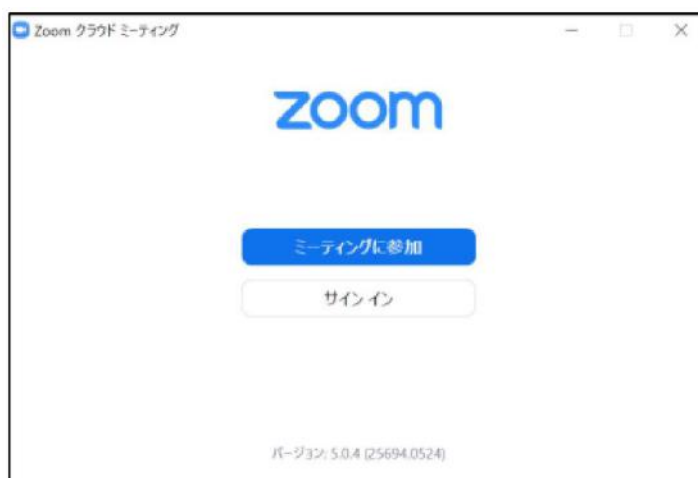 Zoom クラウド ミーティング
zoom
ミーティングに参加
サイン イン
バージョン: 5.0.4 (25694.0524)